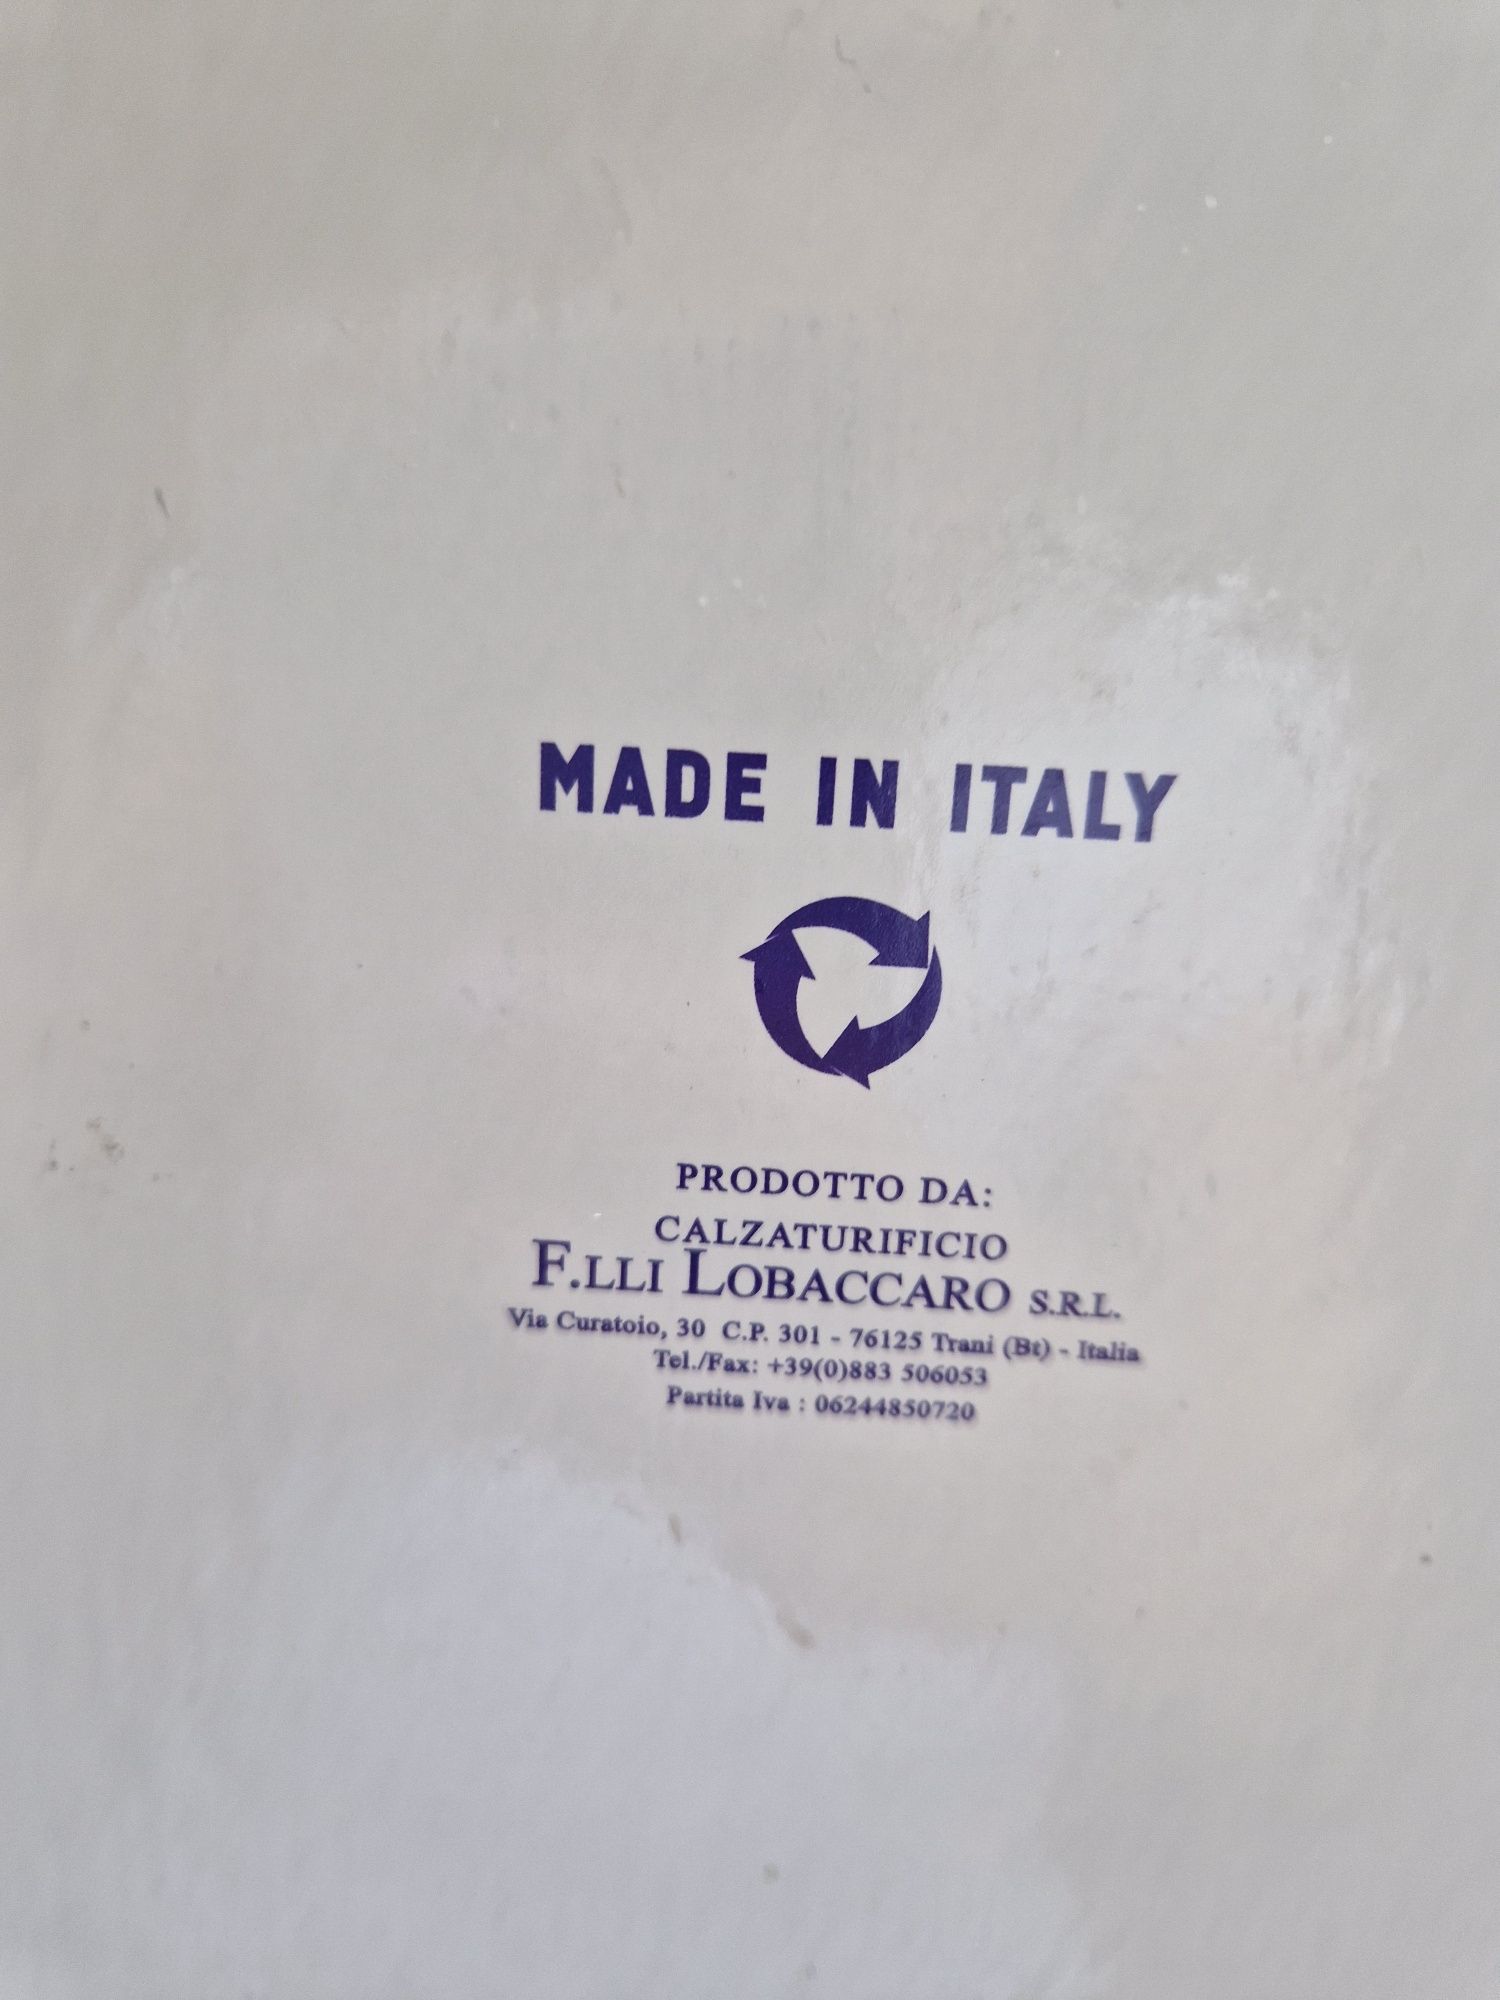 MADE IN ITALY
PRODOTTO DA:
CALZATURIFICIO
F.LLI LOBACCARO S.R.L.
Via Curatoio, 30 C.P. 301 - 76125 Trani (Bt) - Italia
Tel./Fax: +39(0)883 506053
Partita Iva : 06244850720